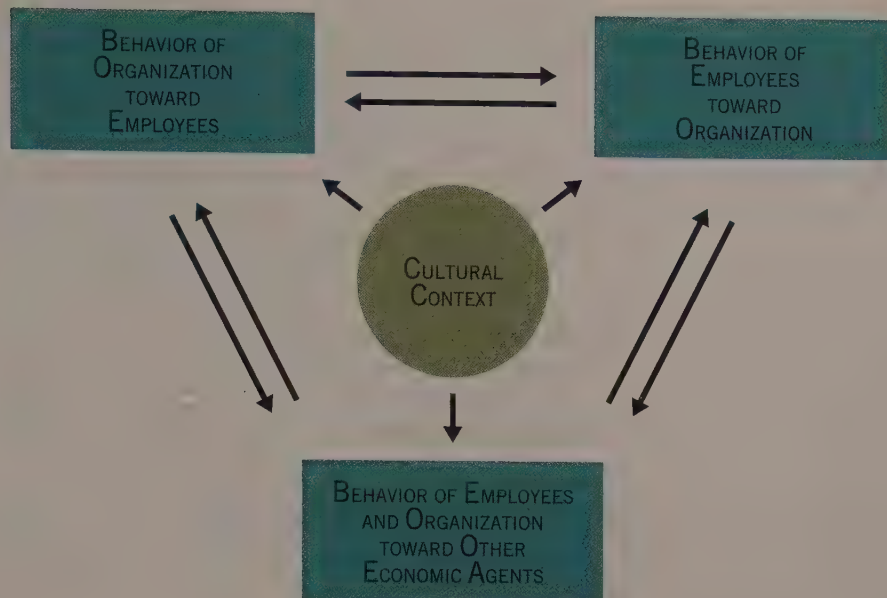 BEHAVIOR OF
ORGANIZATION
TOWARD
EMPLOYEES
BEHAVIOR OF
EMPLOYEES
TOWARD
ORGANIZATION
CULTURAL
CONTEXT
BEHAVIOR OF EMPLOYEES
AND ORGANIZATION
TOWARD OTHER
ECONOMIC AGENTS